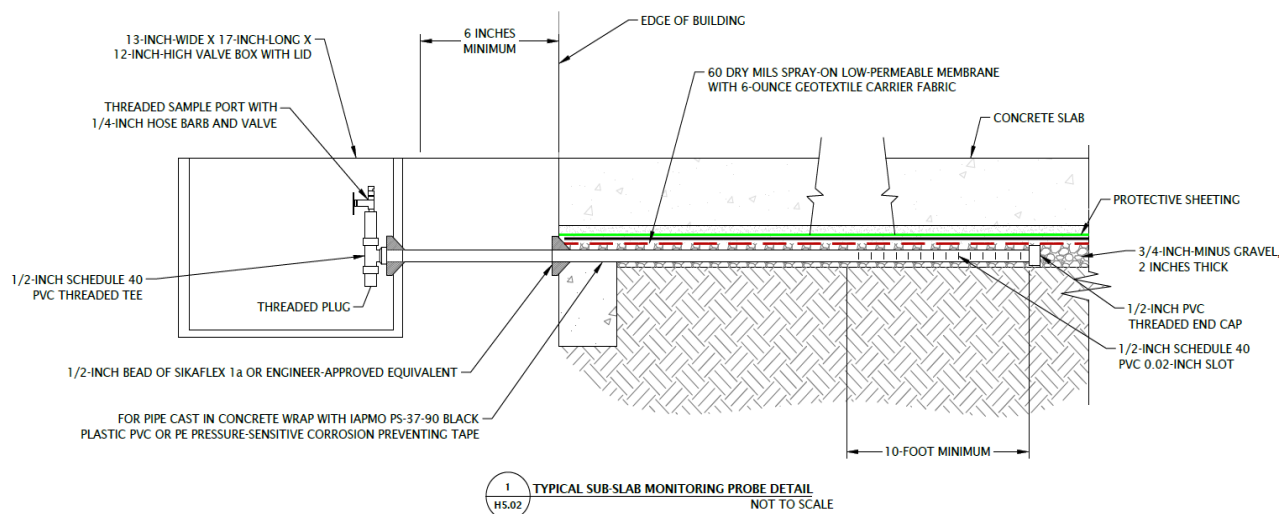 13-INCH-WIDE X 17-INCH-LONG X
12-INCH-HIGH VALVE BOX WITH LID
6 INCHES
MINIMUM
EDGE OF BUILDING
60 DRY MILS SPRAY-ON LOW-PERMEABLE MEMBRANE
WITH 6-OUNCE GEOTEXTILE CARRIER FABRIC
THREADED SAMPLE PORT WITH
1/4-INCH HOSE BARB AND VALVE
CONCRETE SLAB
PROTECTIVE SHEETING
3/4-INCH-MINUS GRAVEL,
2 INCHES THICK
1/2-INCH SCHEDULE 40
PVC THREADED TEE
THREADED PLUG
1/2-INCH PVC
THREADED END CAP
1/2-INCH SCHEDULE 40
PVC 0.02-INCH SLOT
1/2-INCH BEAD OF SIKAFLEX 1a OR ENGINEER-APPROVED EQUIVALENT
FOR PIPE CAST IN CONCRETE WRAP WITH IAPMO PS-37-90 BLACK
PLASTIC PVC OR PE PRESSURE-SENSITIVE CORROSION PREVENTING TAPE
10-FOOT MINIMUM
1
H5.02
TYPICAL SUB-SLAB MONITORING PROBE DETAIL
NOT TO SCALE